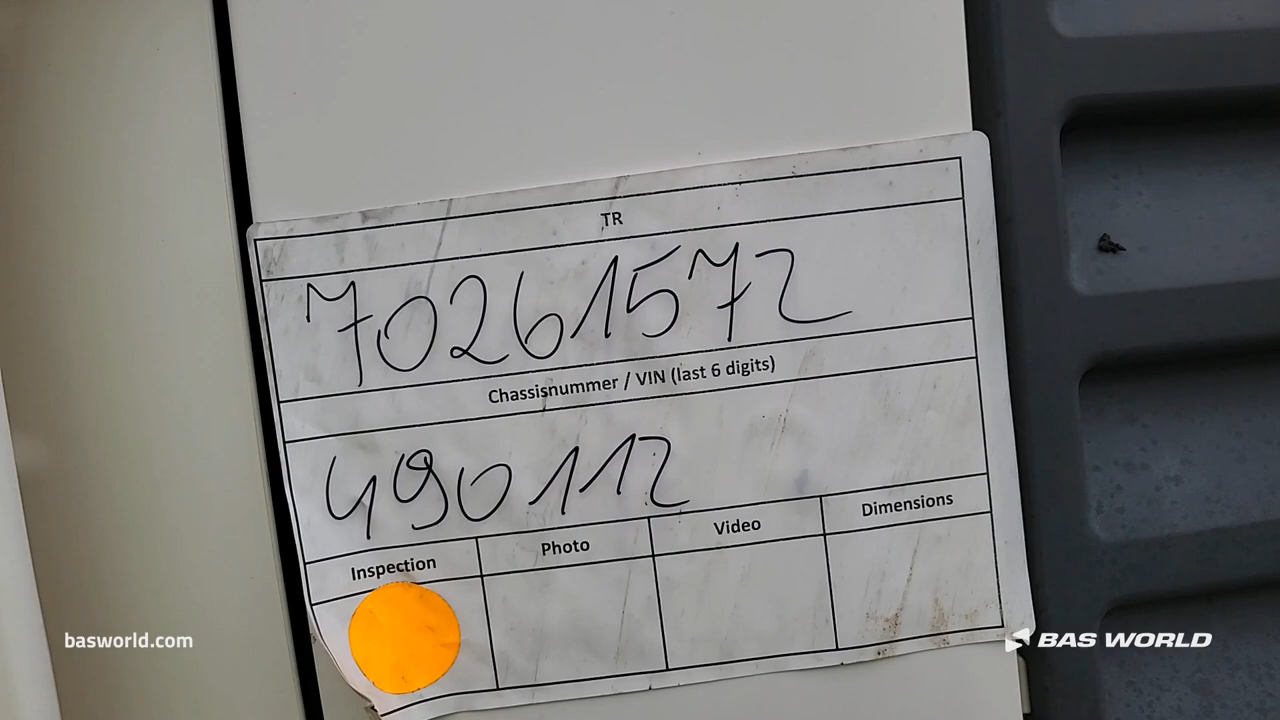 TR
70261572
Chassisnummer / VIN (last 6 digits)
490112
Inspection Photo Video Dimensions
basworld.com
BAS WORLD